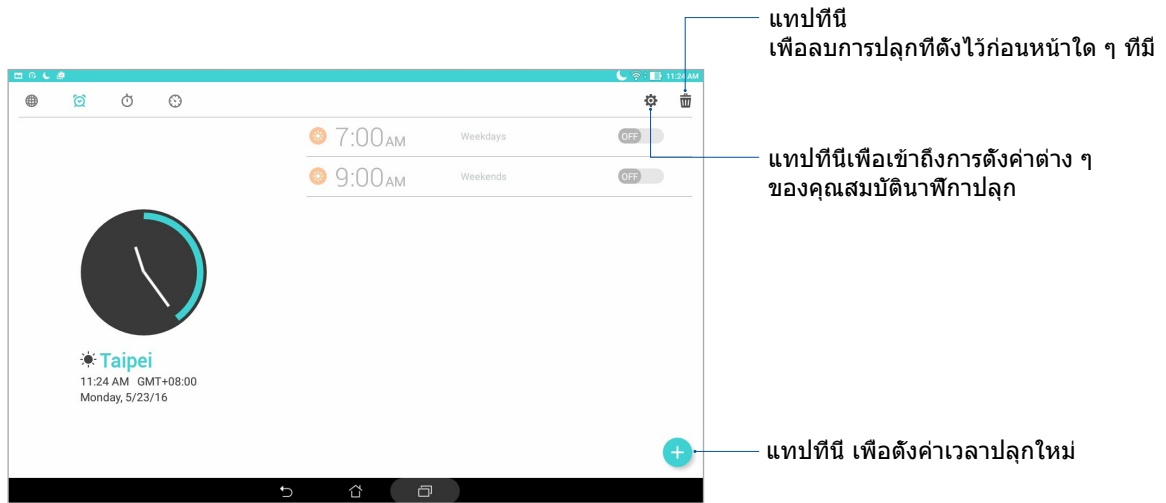 แทปที่นี่
เพื่อลบการปลุกที่ตั้งไว้ก่อนหน้าใด ๆ ที่มี
11:24 AM
7:00 AM Weekdays OFF
9:00 AM Weekends OFF
แทปที่นี่เพื่อเข้าถึงการตั้งค่าต่าง ๆ
ของคุณสมบัตินาฬิกาปลุก
Taipei
11:24 AM GMT+08:00
Monday, 5/23/16
แทปที่นี่ เพื่อตั้งค่าเวลาปลุกใหม่